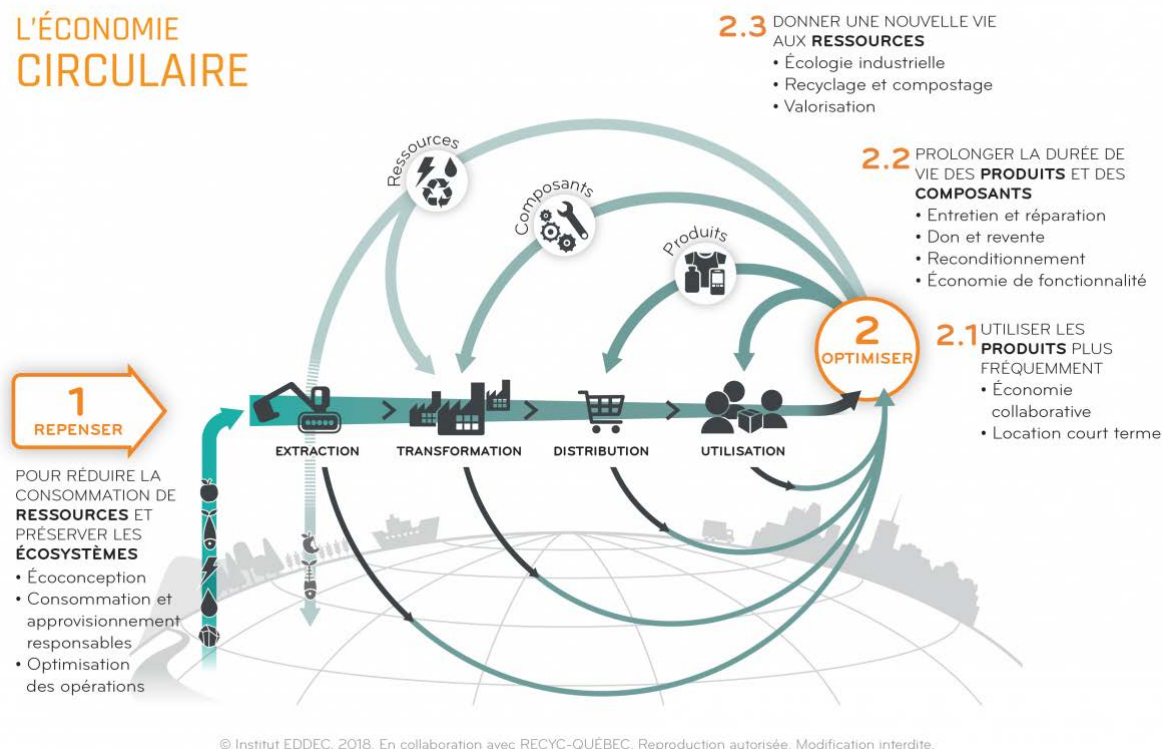 L'ÉCONOMIE
CIRCULAIRE
2.3 DONNER UNE NOUVELLE VIE
AUX RESSOURCES
• Écologie industrielle
• Recyclage et compostage
• Valorisation
Ressources
Composants
Produits
2.2 PROLONGER LA DURÉE DE
VIE DES PRODUITS ET DES
COMPOSANTS
• Entretien et réparation
• Don et revente
• Reconditionnement
• Économie de fonctionnalité
2
OPTIMISER
2.1 UTILISER LES
PRODUITS PLUS
FRÉQUEMMENT
• Économie
collaborative
• Location court terme
1
REPENSER
EXTRACTION
TRANSFORMATION
DISTRIBUTION
UTILISATION
POUR RÉDUIRE LA
CONSOMMATION DE
RESSOURCES ET
PRÉSERVER LES
ÉCOSYSTÈMES
• Écoconception
• Consommation et
approvisionnement
responsables
• Optimisation
des opérations
© Institut EDDEC, 2018. En collaboration avec RECYC-QUÉBEC. Reproduction autorisée. Modification interdite.